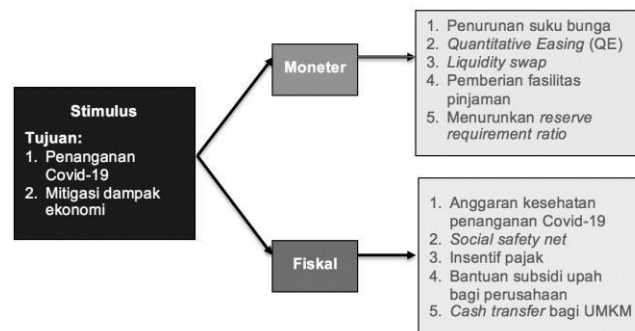 Stimulus
Tujuan:
1. Penanganan
Covid-19
2. Mitigasi dampak
ekonomi
Moneter
1. Penurunan suku bunga
2. Quantitative Easing (QE)
3. Liquidity swap
4. Pemberian fasilitas
pinjaman
5. Menurunkan reserve
requirement ratio
Fiskal
1. Anggaran kesehatan
penanganan Covid-19
2. Social safety net
3. Insentif pajak
4. Bantuan subsidi upah
bagi perusahaan
5. Cash transfer bagi UMKM